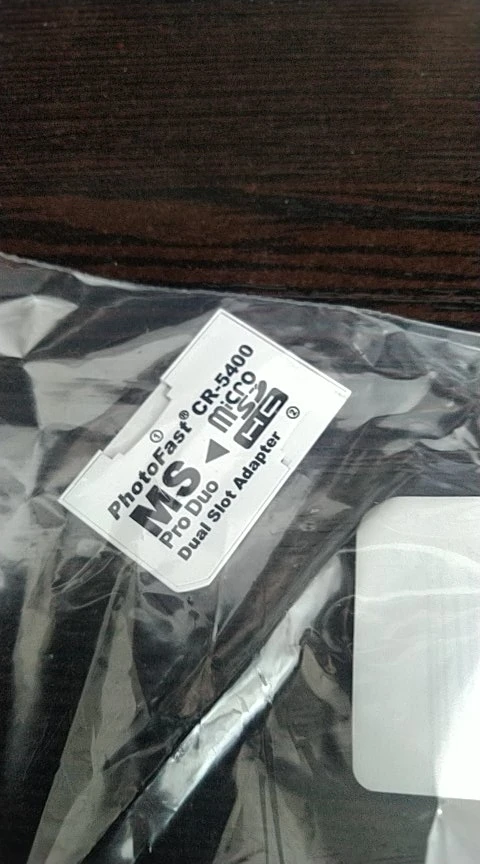 PhotoFast® CR-5400
MS ◀ micro SD HC
Pro Duo
Dual Slot Adapter
①
②